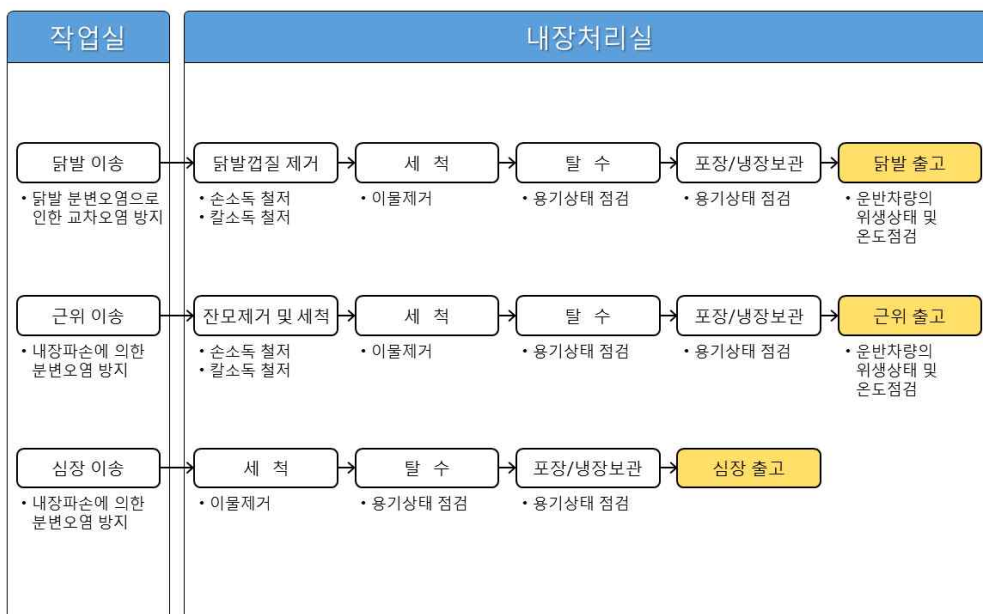 작업실
내장처리실
닭발 이송
닭발껍질 제거
세 척
탈 수
포장/냉장보관
닭발 출고
• 닭발 분변오염으로
인한 교차오염 방지
• 손소독 철저
• 칼소독 철저
• 이물제거
• 용기상태 점검
• 용기상태 점검
• 운반차량의
위생상태 및
온도점검
근위 이송
잔모제거 및 세척
세 척
탈 수
포장/냉장보관
근위 출고
• 내장파손에 의한
분변오염 방지
• 손소독 철저
• 칼소독 철저
• 이물제거
• 용기상태 점검
• 용기상태 점검
• 운반차량의
위생상태 및
온도점검
심장 이송
세 척
탈 수
포장/냉장보관
심장 출고
• 내장파손에 의한
분변오염 방지
• 이물제거
• 용기상태 점검
• 용기상태 점검